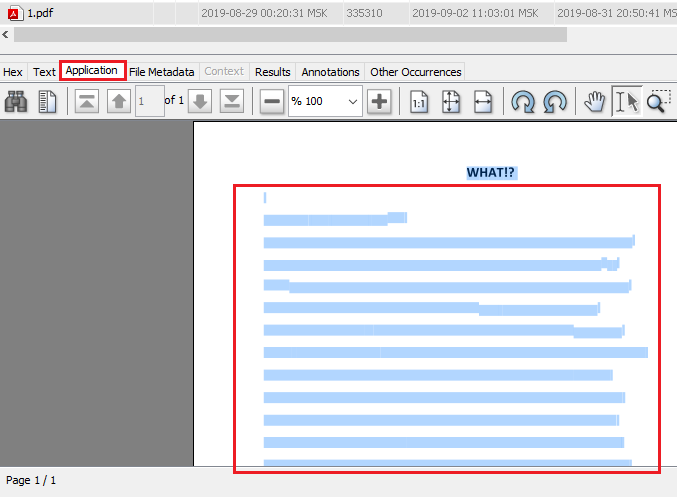 1.pdf 2019-08-29 00:20:31 MSK 335310 2019-09-02 11:03:01 MSK 2019-08-31 20:50:41 MS
Hex Text Application File Metadata Context Results Annotations Other Occurrences
1 of 1 % 100 1:1
WHAT!?
Page 1 / 1